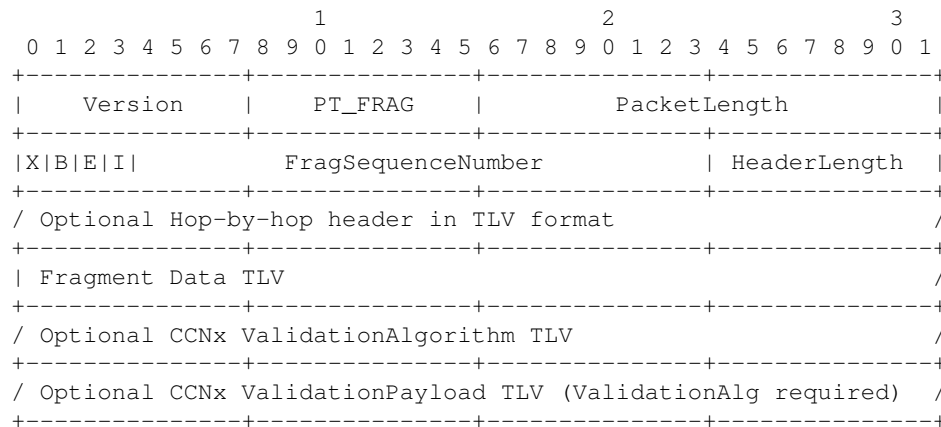 1                   2                   3
 0 1 2 3 4 5 6 7 8 9 0 1 2 3 4 5 6 7 8 9 0 1 2 3 4 5 6 7 8 9 0 1
+---------------+---------------+---------------+---------------+
|    Version    |    PT_FRAG    |         PacketLength          |
+---------------+---------------+---------------+---------------+
|X|B|E|I|          FragSequenceNumber           | HeaderLength  |
+---------------+---------------+---------------+---------------+
/ Optional Hop-by-hop header in TLV format                      /
+---------------+---------------+---------------+---------------+
| Fragment Data TLV                                             /
+---------------+---------------+---------------+---------------+
/ Optional CCNx ValidationAlgorithm TLV                         /
+---------------+---------------+---------------+---------------+
/ Optional CCNx ValidationPayload TLV (ValidationAlg required)  /
+---------------+---------------+---------------+---------------+